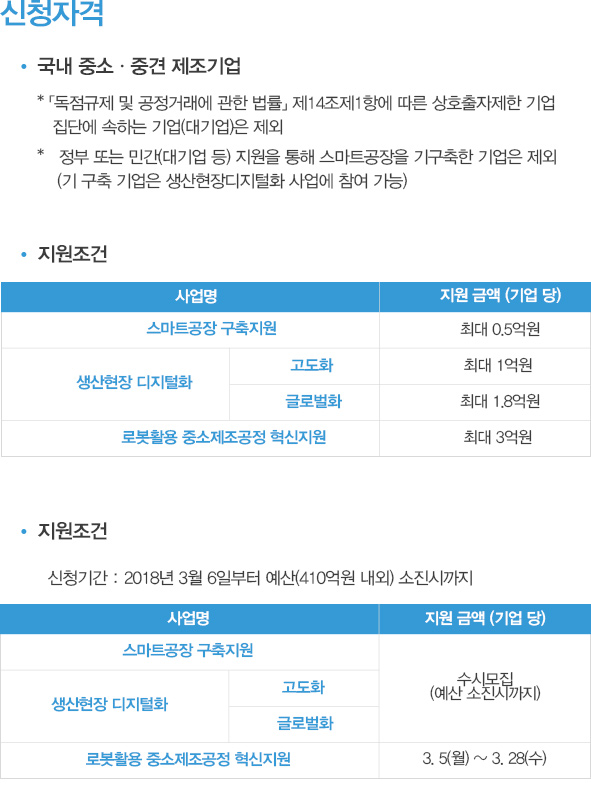 신청자격
• 국내 중소 · 중견 제조기업
* 「독점규제 및 공정거래에 관한 법률」 제14조제1항에 따른 상호출자제한 기업
집단에 속하는 기업(대기업)은 제외
* 정부 또는 민간(대기업 등) 지원을 통해 스마트공장을 기구축한 기업은 제외
(기 구축 기업은 생산현장디지털화 사업에 참여 가능)
• 지원조건
사업명 지원 금액 (기업 당)
스마트공장 구축지원 최대 0.5억원
생산현장 디지털화 고도화 최대 1억원
글로벌화 최대 1.8억원
로봇활용 중소제조공정 혁신지원 최대 3억원
• 지원조건
신청기간 : 2018년 3월 6일부터 예산(410억원 내외) 소진시까지
사업명 지원 금액 (기업 당)
스마트공장 구축지원
생산현장 디지털화 고도화
글로벌화
수시모집
(예산 소진시까지)
로봇활용 중소제조공정 혁신지원 3. 5(월) ~ 3. 28(수)